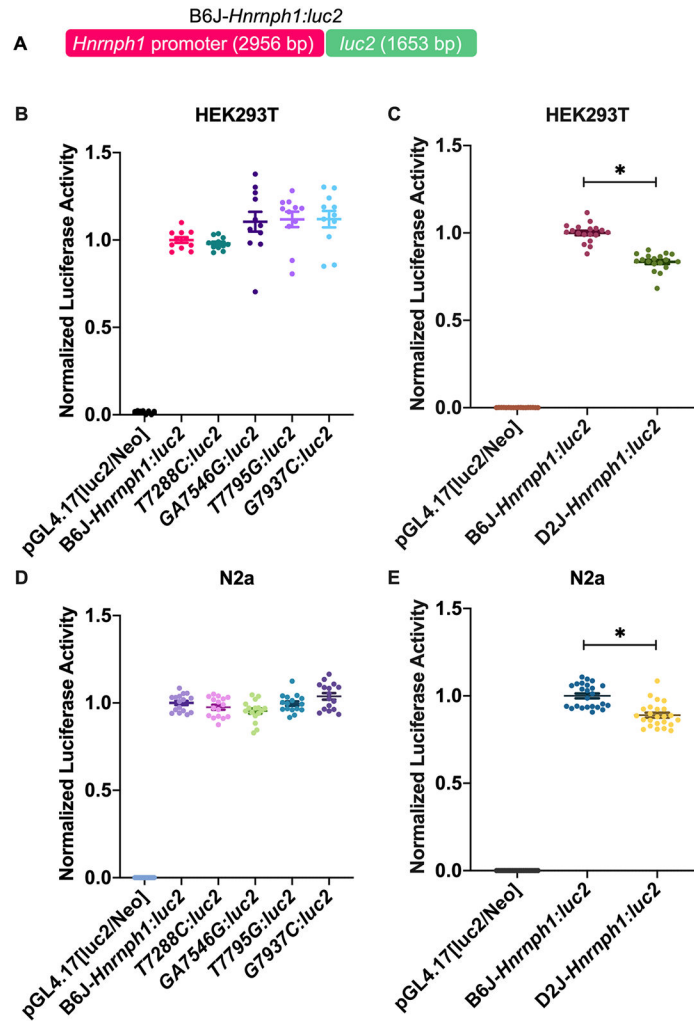 B6J-Hnrnph1:luc2
A
Hnrnph1 promoter (2956 bp)
luc2 (1653 bp)
B
HEK293T
Normalized Luciferase Activity
1.5
1.0
0.5
0.0
pGL4.17[luc2/Neo]
B6J-Hnrnph1:luc2
T7288C:luc2
GA7546G:luc2
T7795G:luc2
G7937C:luc2
C
HEK293T
Normalized Luciferase Activity
1.5
1.0
0.5
0.0
*
pGL4.17[luc2/Neo]
B6J-Hnrnph1:luc2
D2J-Hnrnph1:luc2
D
N2a
Normalized Luciferase Activity
1.5
1.0
0.5
0.0
pGL4.17[luc2/Neo]
B6J-Hnrnph1:luc2
T7288C:luc2
GA7546G:luc2
T7795G:luc2
G7937C:luc2
E
N2a
Normalized Luciferase Activity
1.5
1.0
0.5
0.0
*
pGL4.17[luc2/Neo]
B6J-Hnrnph1:luc2
D2J-Hnrnph1:luc2